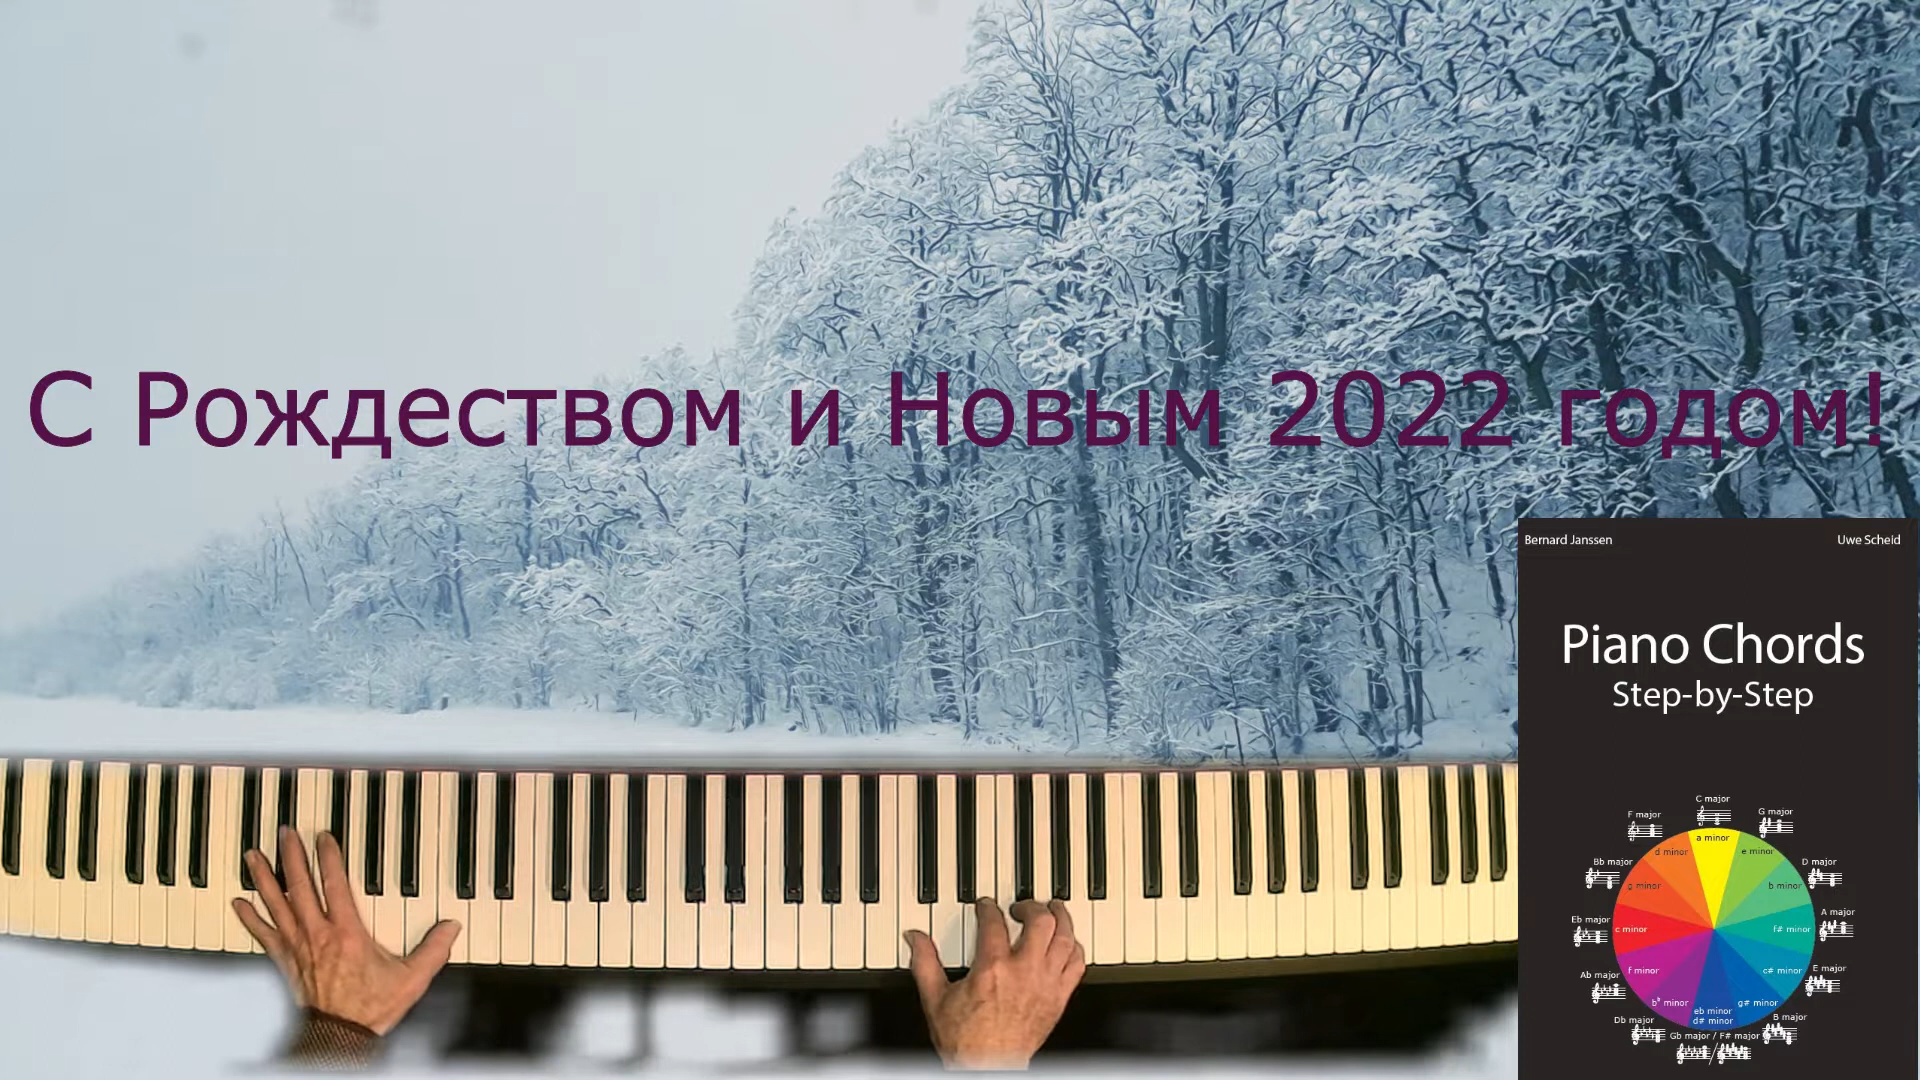 С Рождеством и Новым 2022 годом!
Bernard Janssen Uwe Scheid
Piano Chords
Step-by-Step
C major
F major
G major
a minor
d minor
e minor
Bb major
D major
g minor
b minor
Eb major
A major
c minor
f# minor
Ab major
E major
f minor
c# minor
b♭ minor
g# minor
eb minor
d# minor
Db major
B major
Gb major / F# major